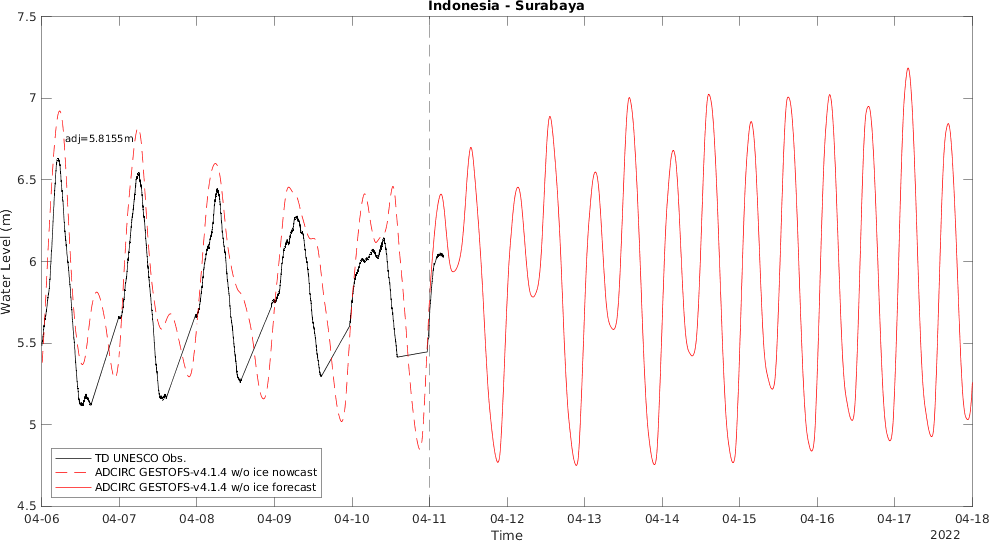 Indonesia - Surabaya
7.5
7
6.5
6
5.5
5
4.5
Water Level (m)
adj=5.8155m
TD UNESCO Obs.
ADCIRC GESTOFS-v4.1.4 w/o ice nowcast
ADCIRC GESTOFS-v4.1.4 w/o ice forecast
04-06 04-07 04-08 04-09 04-10 04-11 04-12 04-13 04-14 04-15 04-16 04-17 04-18
Time
2022